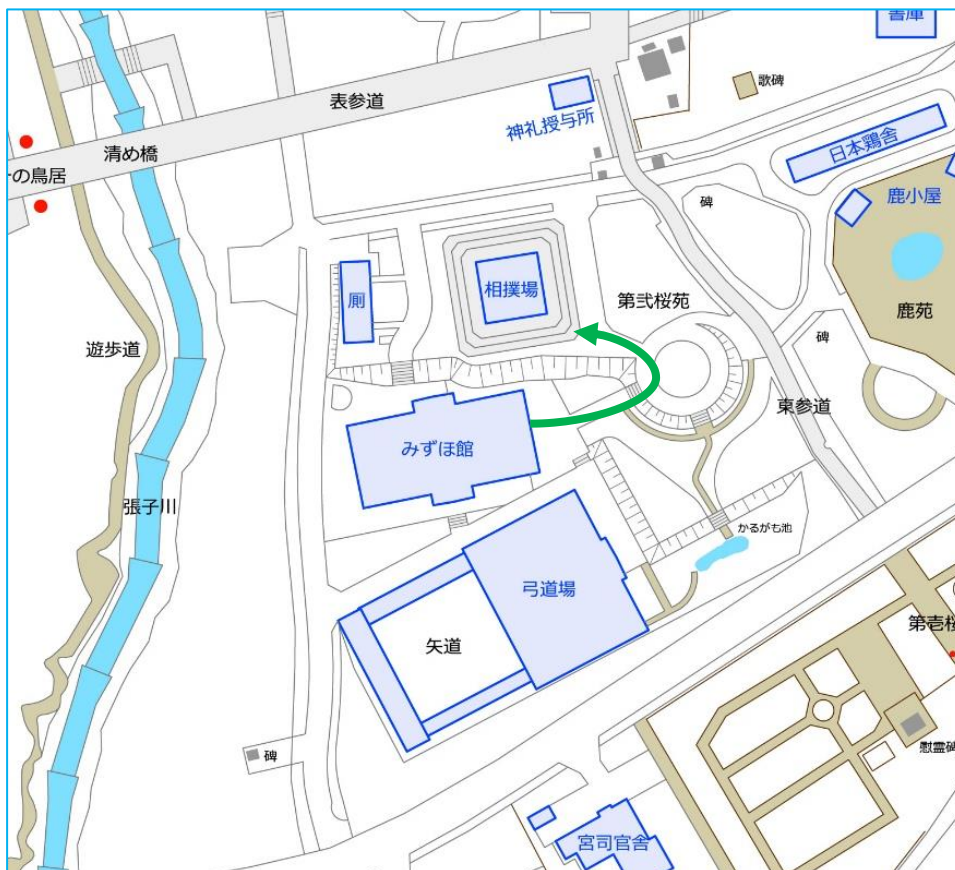 書庫
歌碑
表参道
神礼授与所
清め橋
の鳥居
日本鶏舎
鹿小屋
碑
相撲場
厠
第弐桜苑
鹿苑
遊歩道
碑
東参道
みずほ館
張子川
かるがも池
弓道場
矢道
第壱桜
碑
慰霊碑
宮司官舎